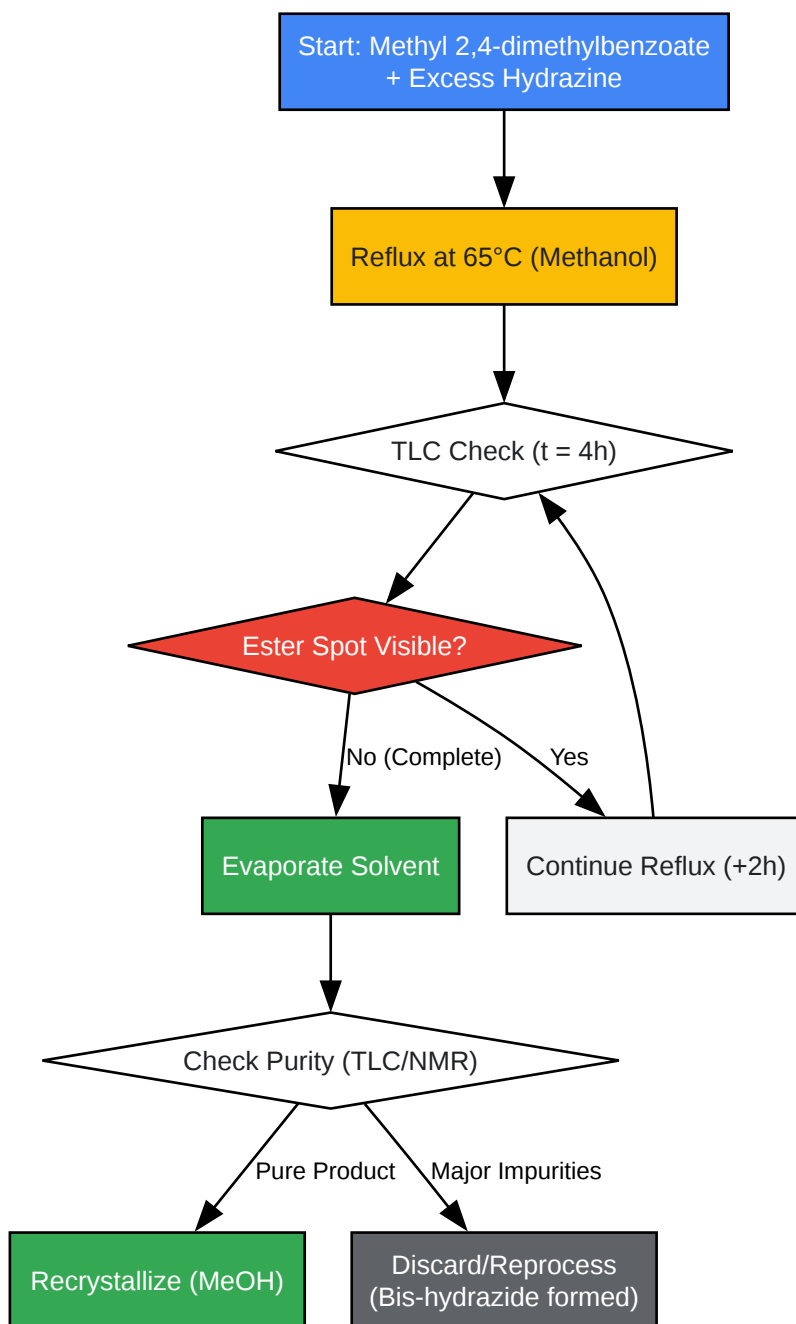 Start: Methyl 2,4-dimethylbenzoate
+ Excess Hydrazine
Reflux at 65°C (Methanol)
TLC Check (t = 4h)
Ester Spot Visible?
No (Complete)
Yes
Evaporate Solvent
Continue Reflux (+2h)
Check Purity (TLC/NMR)
Pure Product
Major Impurities
Recrystallize (MeOH)
Discard/Reprocess
(Bis-hydrazide formed)